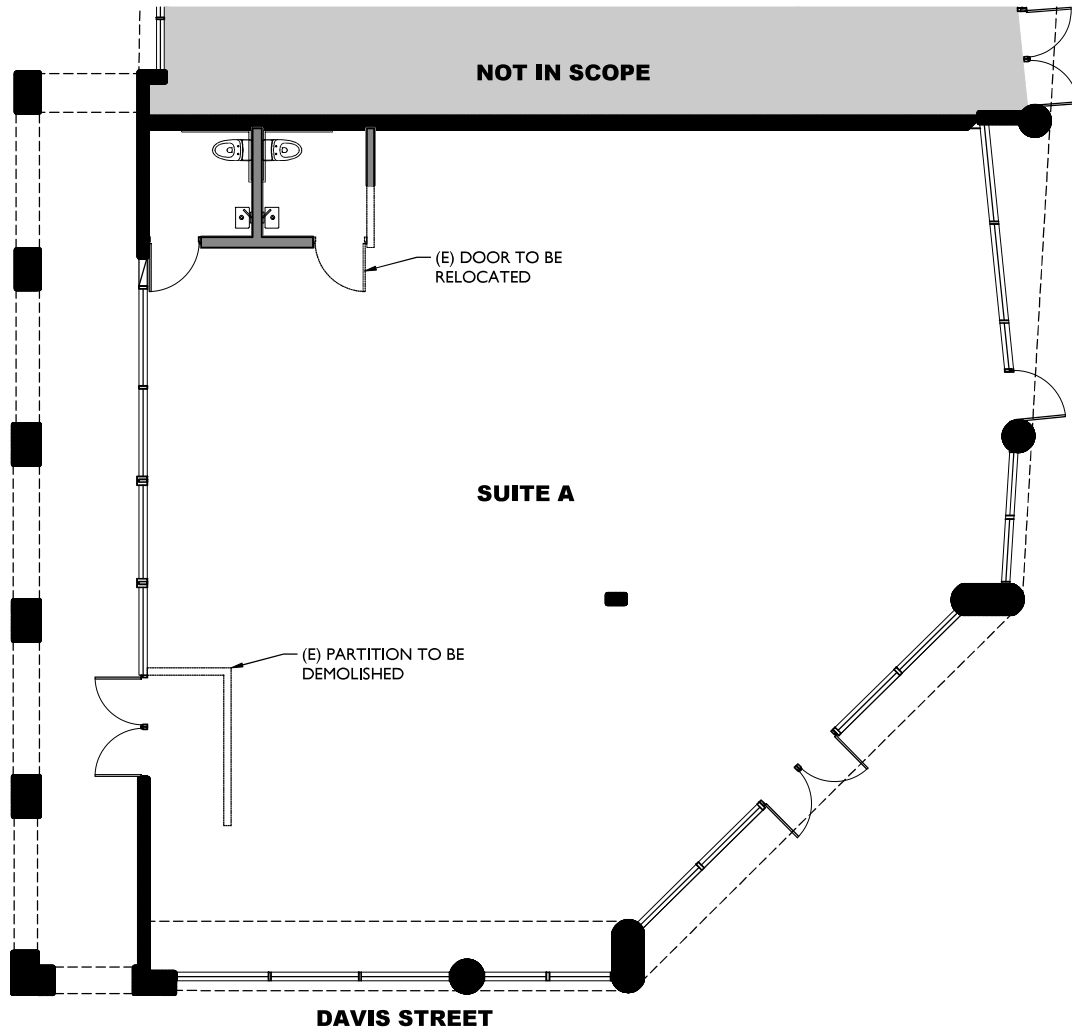 NOT IN SCOPE
(E) DOOR TO BE
RELOCATED
SUITE A
(E) PARTITION TO BE
DEMOLISHED
DAVIS STREET